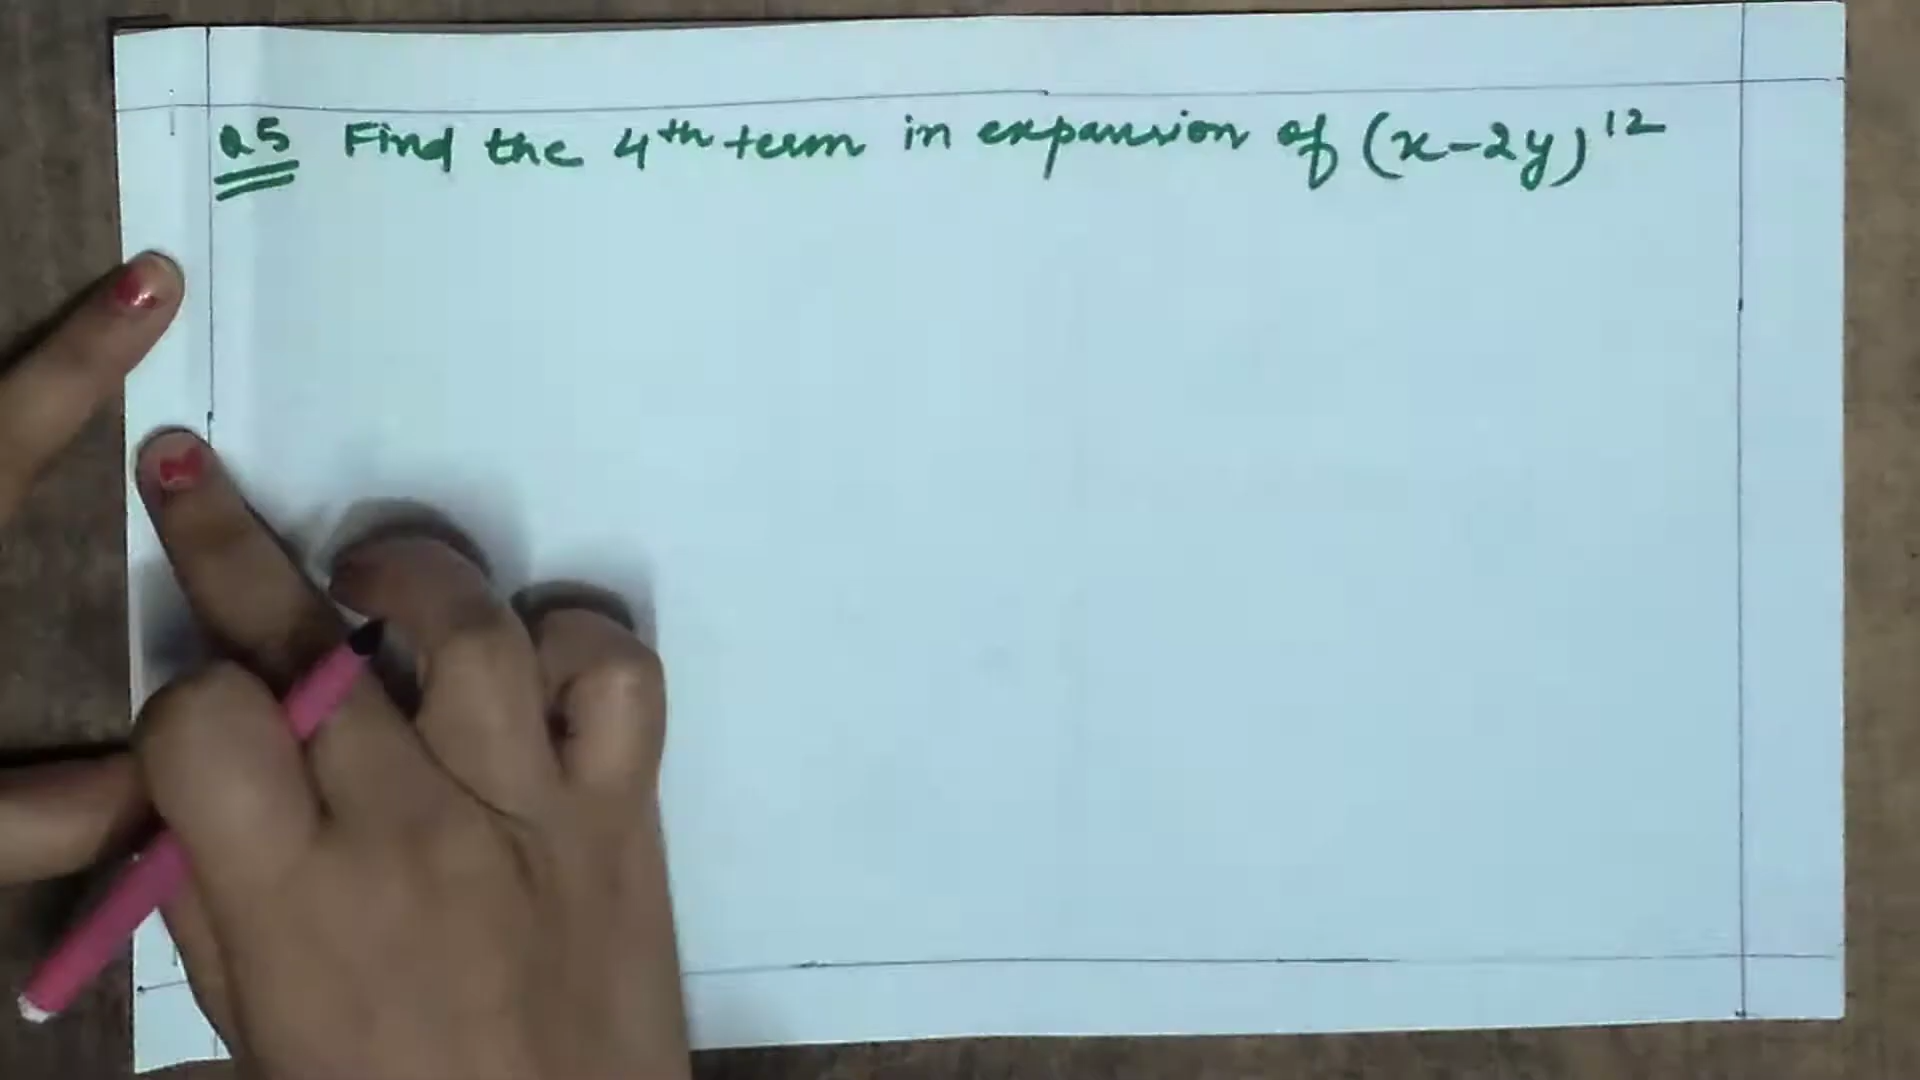 Q5 Find the 4th term in expansion of (x-2y)¹²